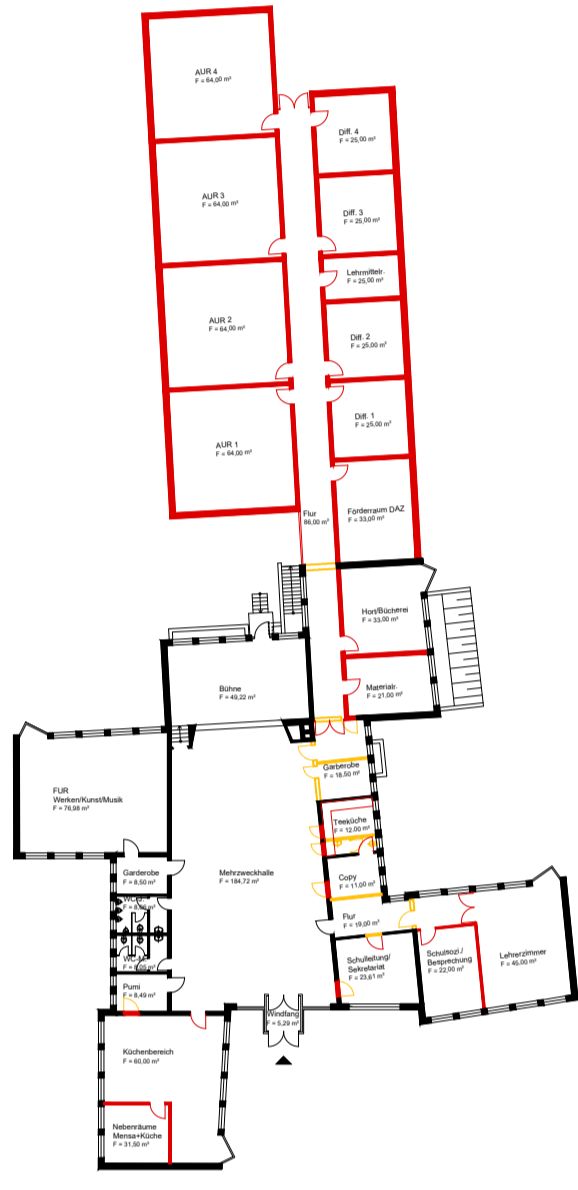 AUR 4
F = 64,00 m²
Diff. 4
F = 25,00 m²
AUR 3
F = 64,00 m²
Diff. 3
F = 25,00 m²
Lehrmittelr.
F = 25,00 m²
AUR 2
F = 64,00 m²
Diff. 2
F = 25,00 m²
Diff. 1
F = 25,00 m²
AUR 1
F = 64,00 m²
Flur
86,00 m²
Förderraum DAZ
F = 33,00 m²
Hort/Bücherei
F = 33,00 m²
Bühne
F = 49,22 m²
Materialr.
F = 21,00 m²
Garberobe
F = 18,50 m²
FUR
Werken/Kunst/Musik
F = 76,98 m²
Teeküche
F = 12,00 m²
Garderobe
F = 8,50 m²
Mehrzweckhalle
F = 184,72 m²
Copy
F = 11,00 m²
Flur
F = 19,00 m²
WC-M
F = 8,05 m²
Schulleitung/
Sekretariat
F = 23,61 m²
Schulsozi./
Besprechung
F = 22,00 m²
Lehrerzimmer
F = 45,00 m²
Pumi
F = 8,49 m²
Windfang
F = 5,29 m²
Küchenbereich
F = 60,00 m²
Nebenräume
Mensa+Küche
F = 31,50 m²